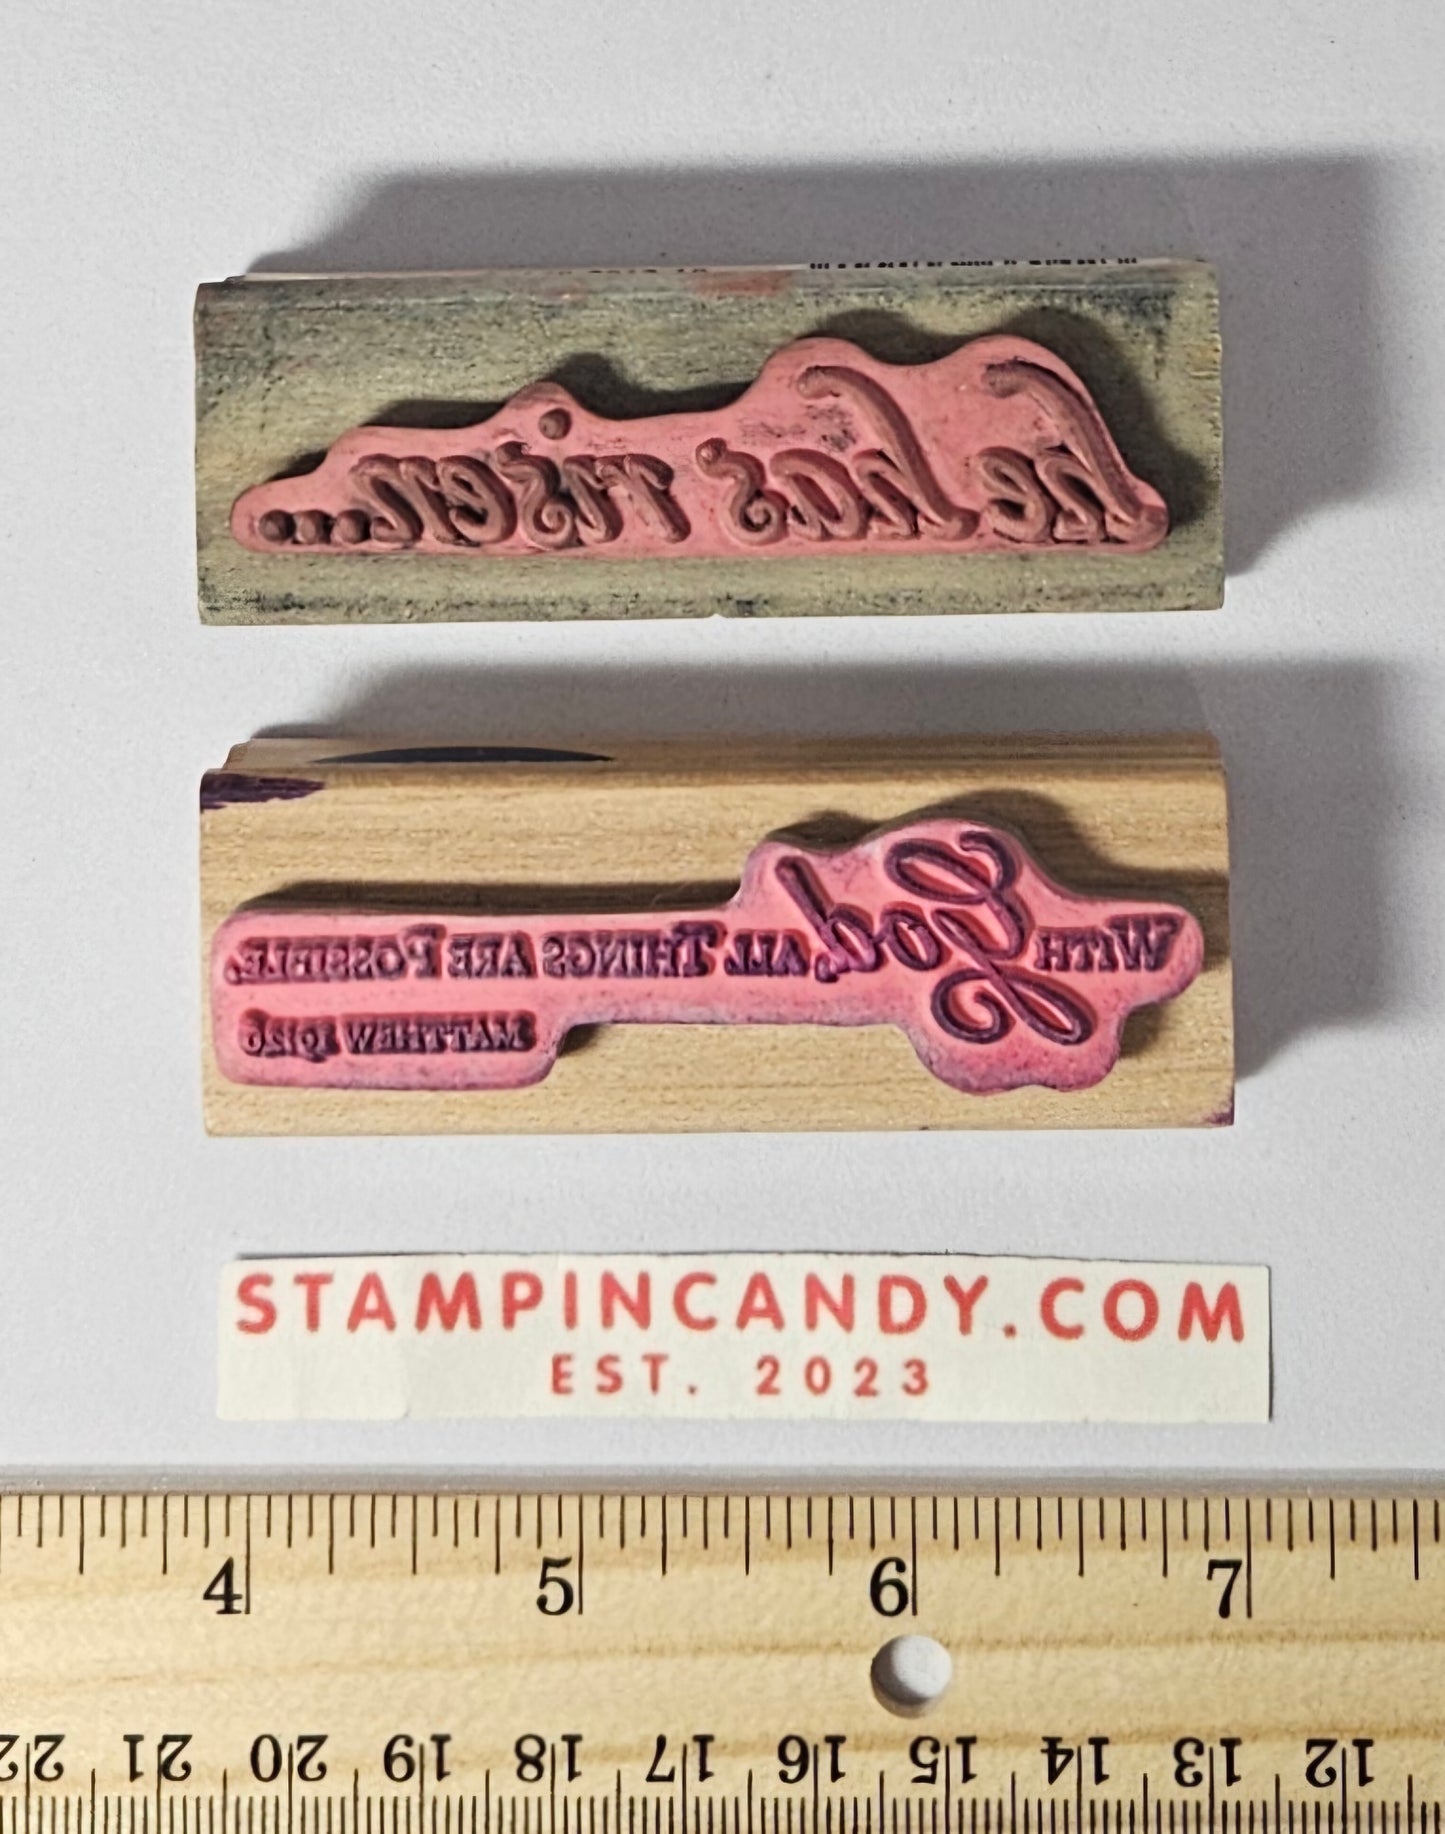 he has risen...
With God, all Things are Possible.
Matthew 19:26
STAMPINCANDY.COM
EST. 2023
4 5 6 7
22 21 20 19 18 17 16 15 14 13 12